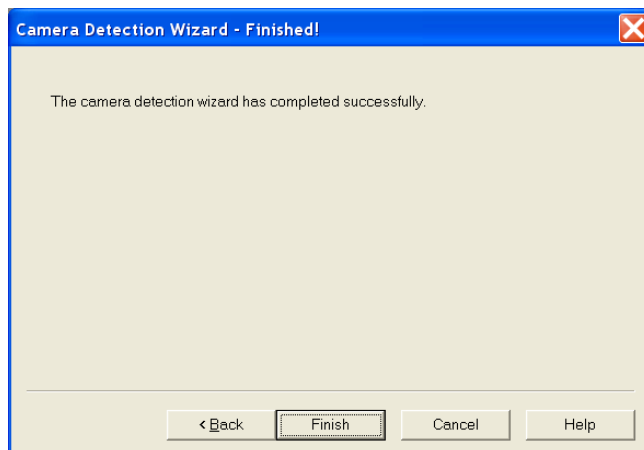 Camera Detection Wizard - Finished!
The camera detection wizard has completed successfully.
< Back Finish Cancel Help